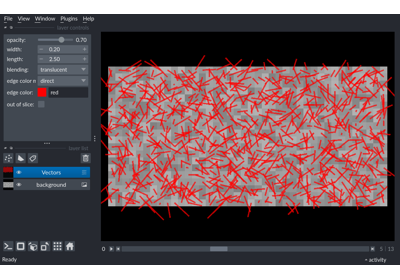 File View Window Plugins Help
layer controls
opacity: 0.70
width: 0.20
length: 2.50
blending: translucent
edge color m direct
edge color: red
out of slice:
layer list
Vectors
background
0 5 12
Ready activity